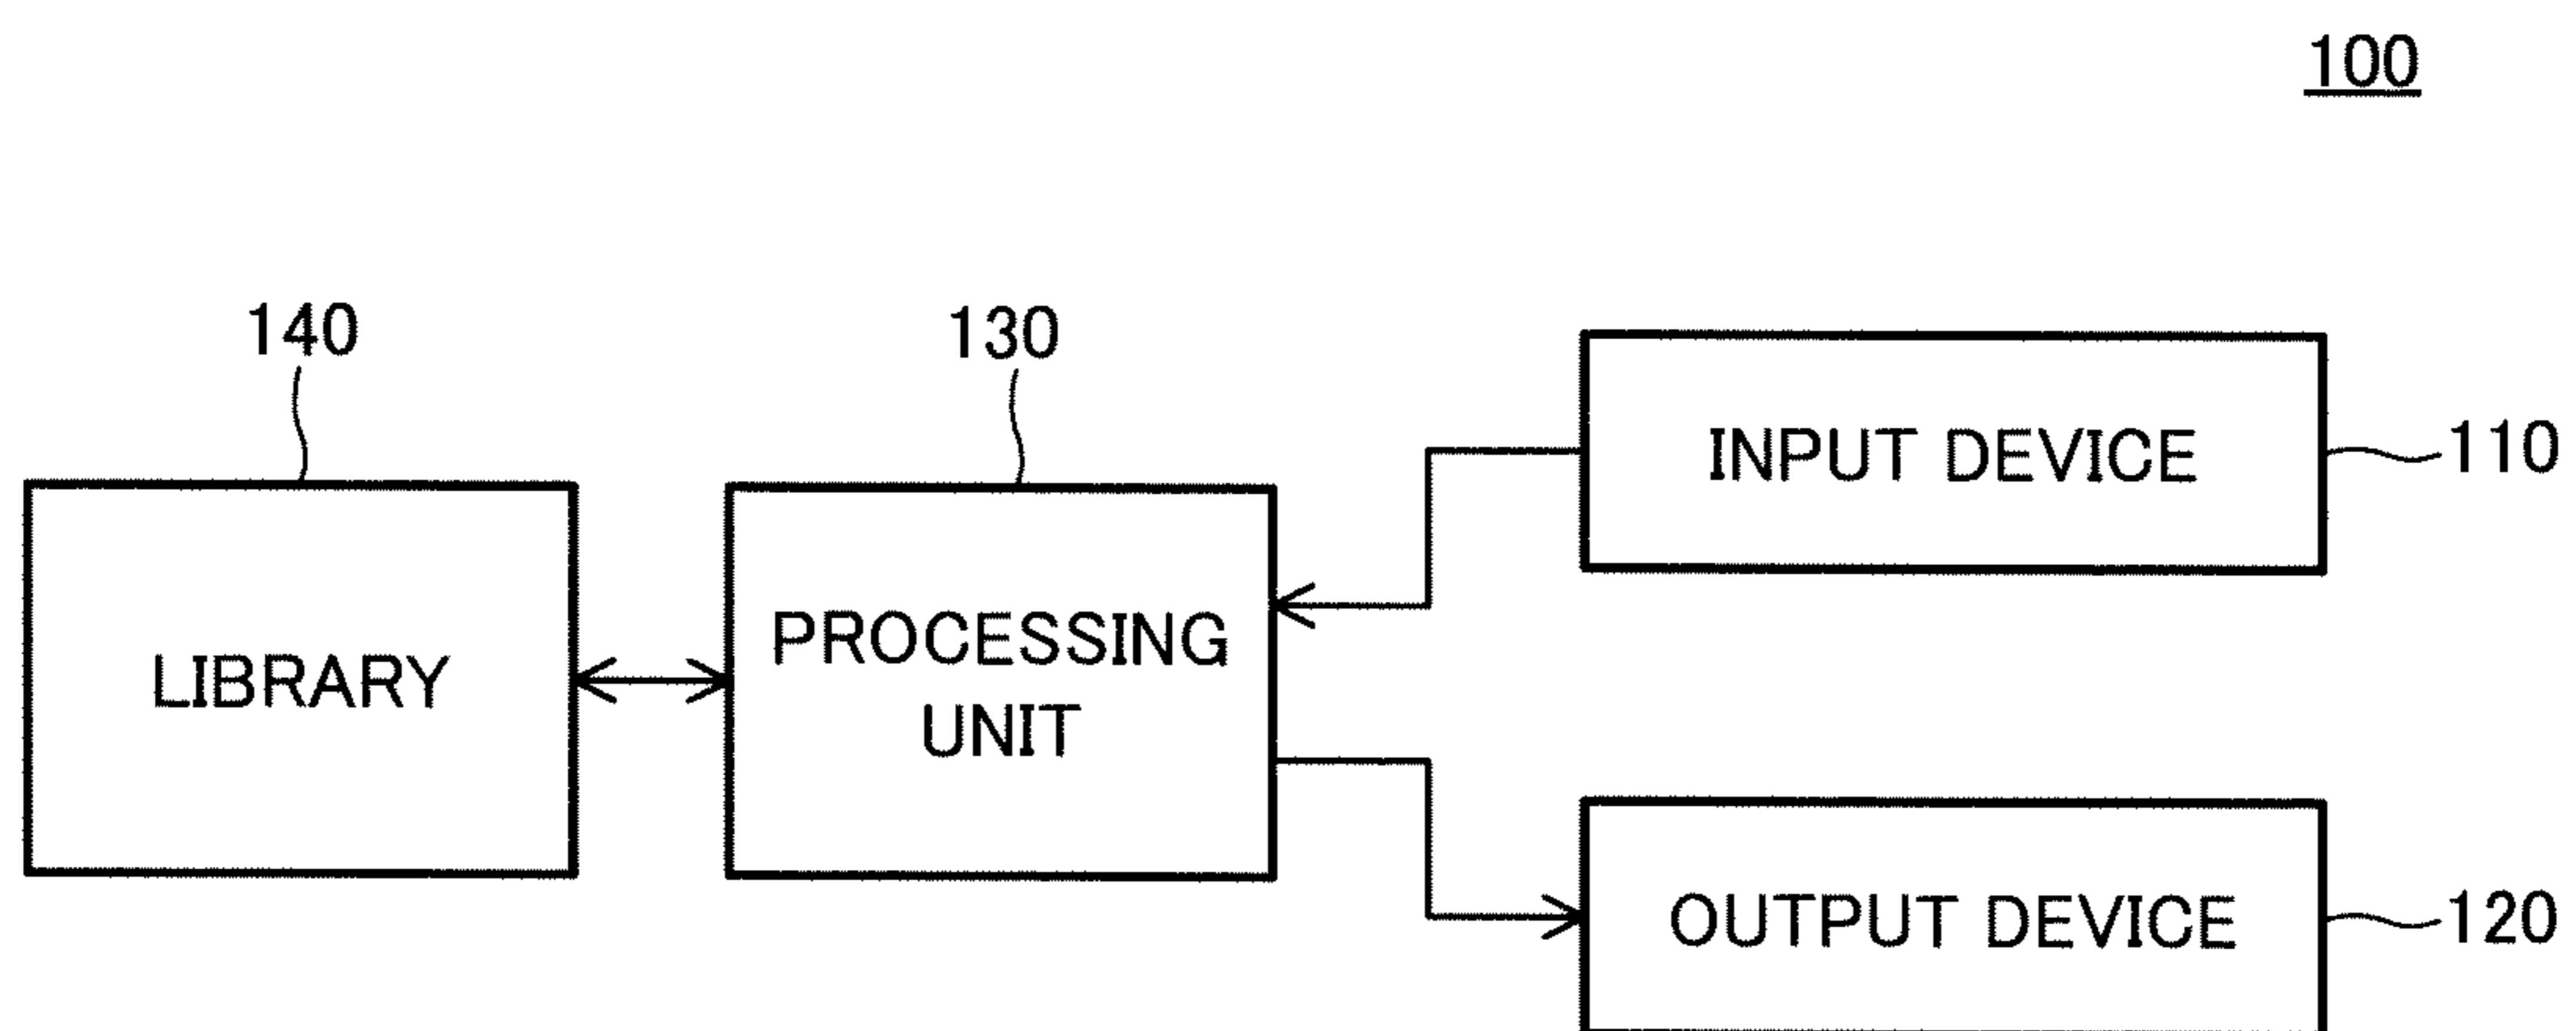 100
140
130
INPUT DEVICE
110
LIBRARY
PROCESSING
UNIT
OUTPUT DEVICE
120